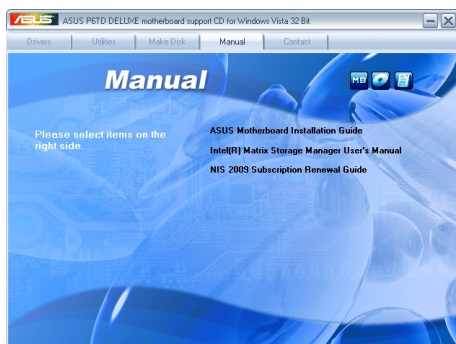 ASUS
ASUS P6TD DELUXE motherboard support CD for Windows Vista 32 Bit
Drivers
Utilities
Make Disk
Manual
Contact
Manual
MB
Please select items on the
right side.
ASUS Motherboard Installation Guide
Intel(R) Matrix Storage Manager User's Manual
NIS 2009 Subscription Renewal Guide